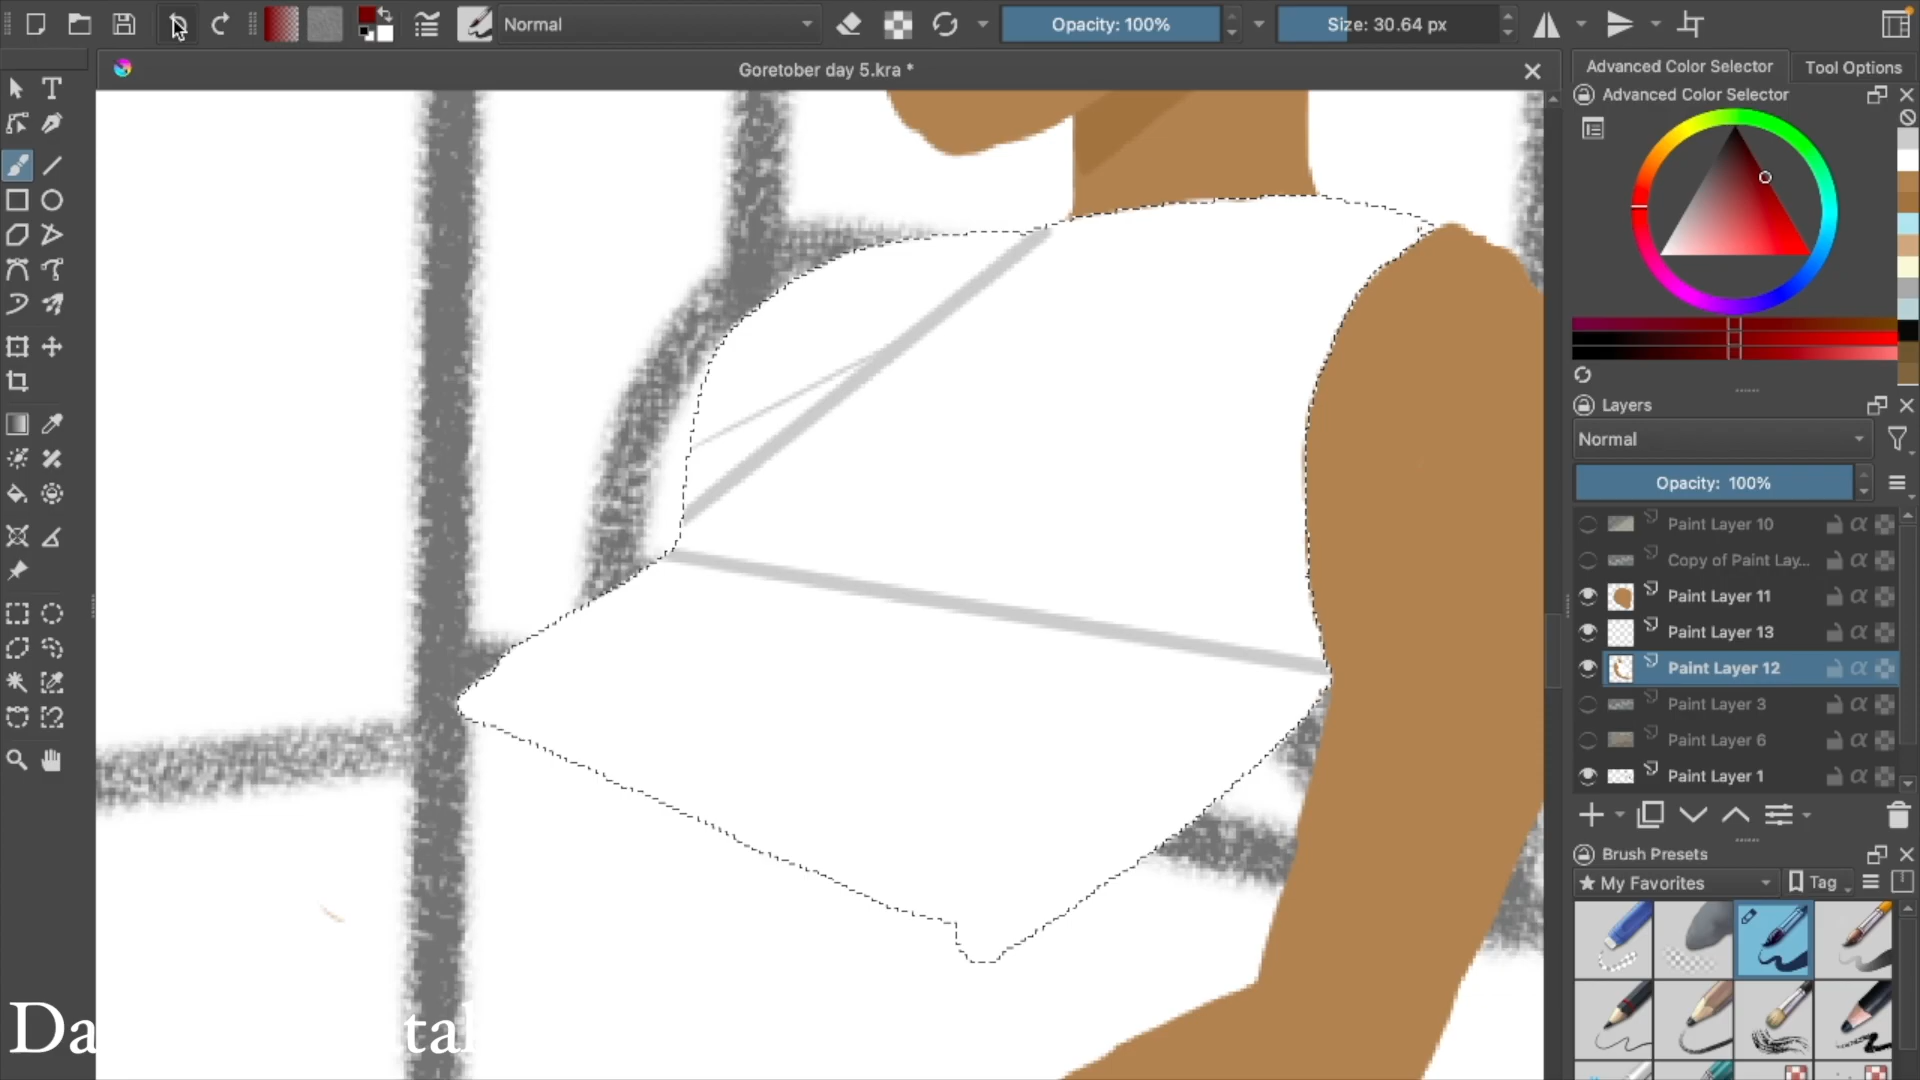 Normal
Opacity: 100%
Size: 30.64 px
Goretober day 5.kra *
Advanced Color Selector
Tool Options
Advanced Color Selector
Layers
Normal
Opacity: 100%
Paint Layer 10
Copy of Paint Lay...
Paint Layer 11
Paint Layer 13
Paint Layer 12
Paint Layer 3
Paint Layer 6
Paint Layer 1
Brush Presets
★ My Favorites
Tag